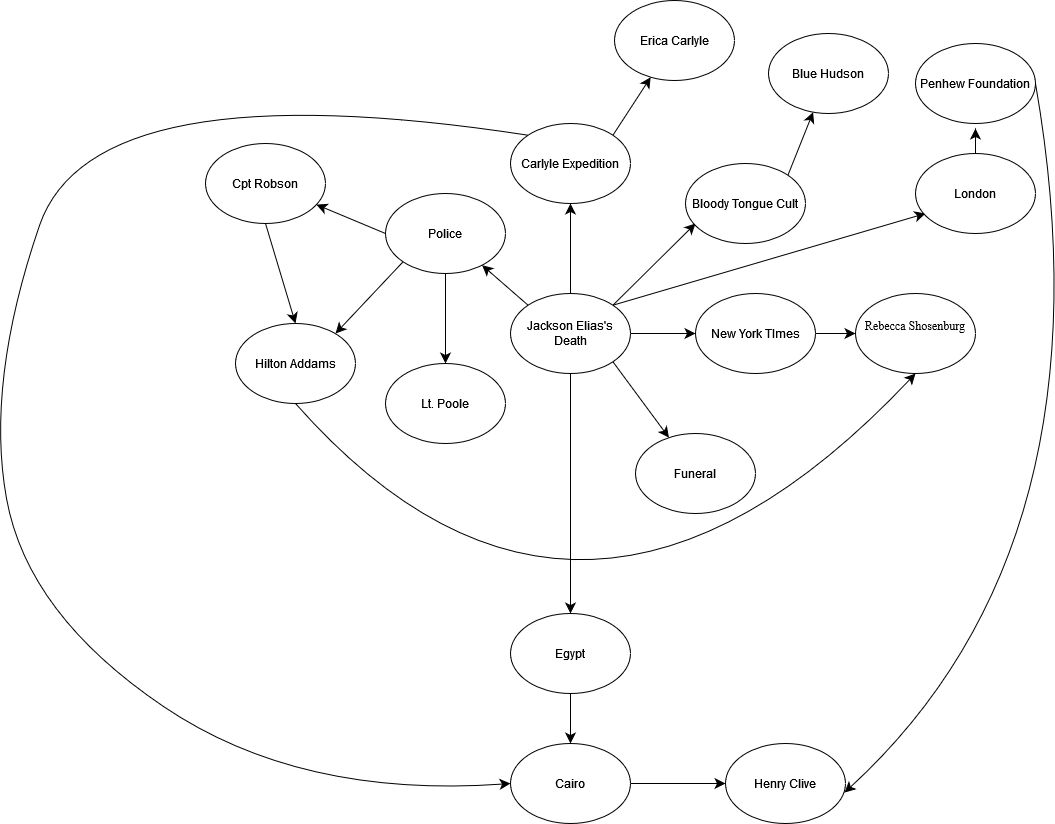 Erica Carlyle
Blue Hudson
Penhew Foundation
Carlyle Expedition
Cpt Robson
London
Bloody Tongue Cult
Police
Jackson Elias's
Death
New York TImes
Rebecca Shosenburg
Hilton Addams
Lt. Poole
Funeral
Egypt
Cairo
Henry Clive